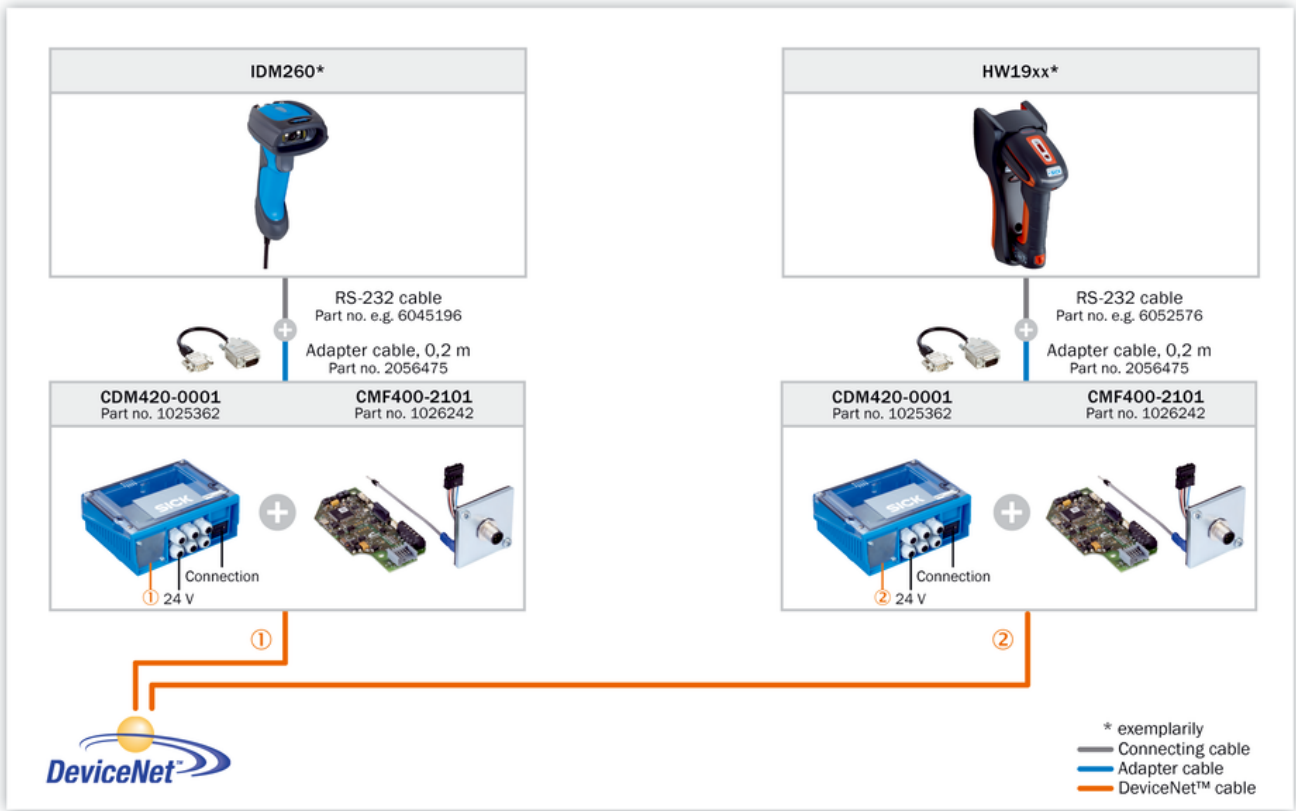 IDM260*
RS-232 cable
Part no. e.g. 6045196
Adapter cable, 0,2 m
Part no. 2056475
CDM420-0001
Part no. 1025362
CMF400-2101
Part no. 1026242
SICK
Connection
① 24 V
①
HW19xx*
RS-232 cable
Part no. e.g. 6052576
Adapter cable, 0,2 m
Part no. 2056475
CDM420-0001
Part no. 1025362
CMF400-2101
Part no. 1026242
SICK
Connection
② 24 V
②
DeviceNet™
* exemplarily
Connecting cable
Adapter cable
DeviceNet™ cable